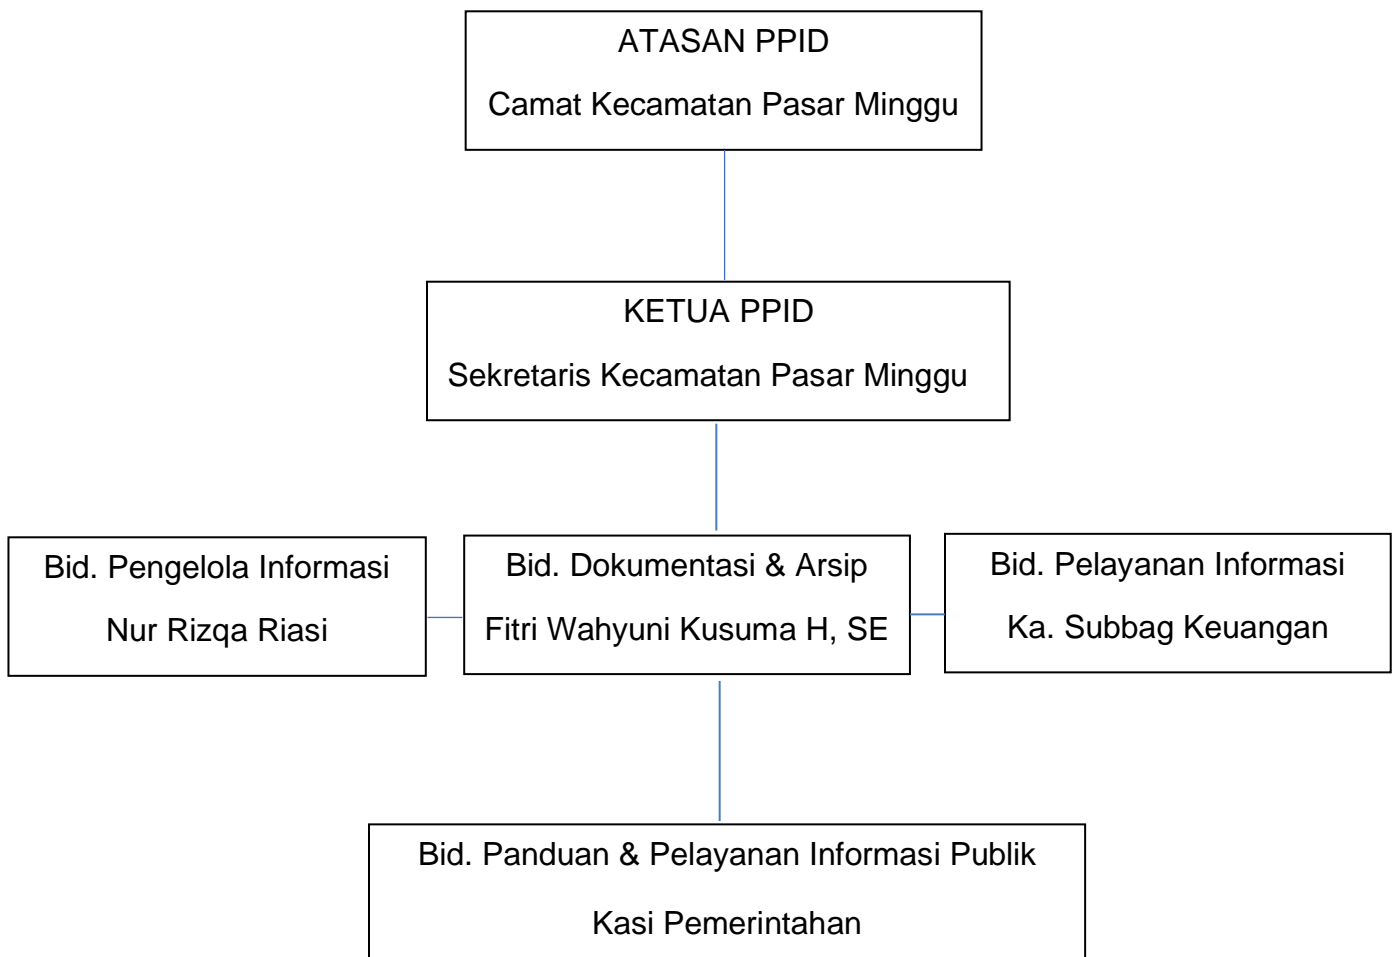 ATASAN PPID
Camat Kecamatan Pasar Minggu
KETUA PPID
Sekretaris Kecamatan Pasar Minggu
Bid. Pengelola Informasi
Nur Rizqa Riasi
Bid. Dokumentasi & Arsip
Fitri Wahyuni Kusuma H, SE
Bid. Pelayanan Informasi
Ka. Subbag Keuangan
Bid. Panduan & Pelayanan Informasi Publik
Kasi Pemerintahan